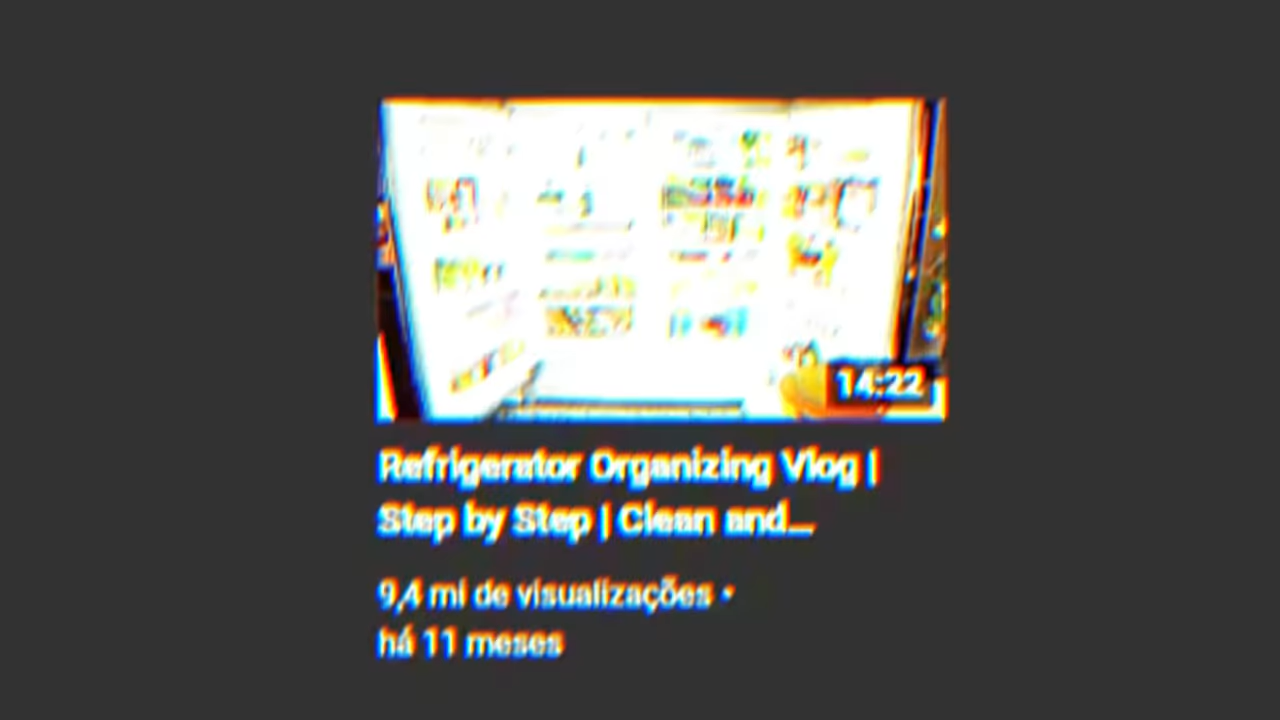 14:22
Refrigerator Organizing Vlog |
Step by Step | Clean and...
9,4 mi de visualizações •
há 11 meses